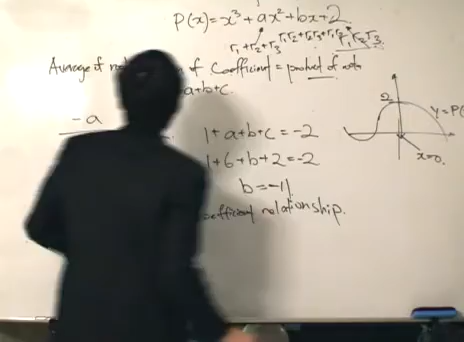 P(x)=x³+ax²+bx+2
r₁+r₂+r₃ r₁r₂+r₂r₃+r₁r₃ r₁r₂r₃
Average of of Coefficient = product of roots
a+b+c.
-a
1+a+b+c=-2
1+6+b+2=-2
b=-11
coefficient relationship.
2
y=P(
x=0